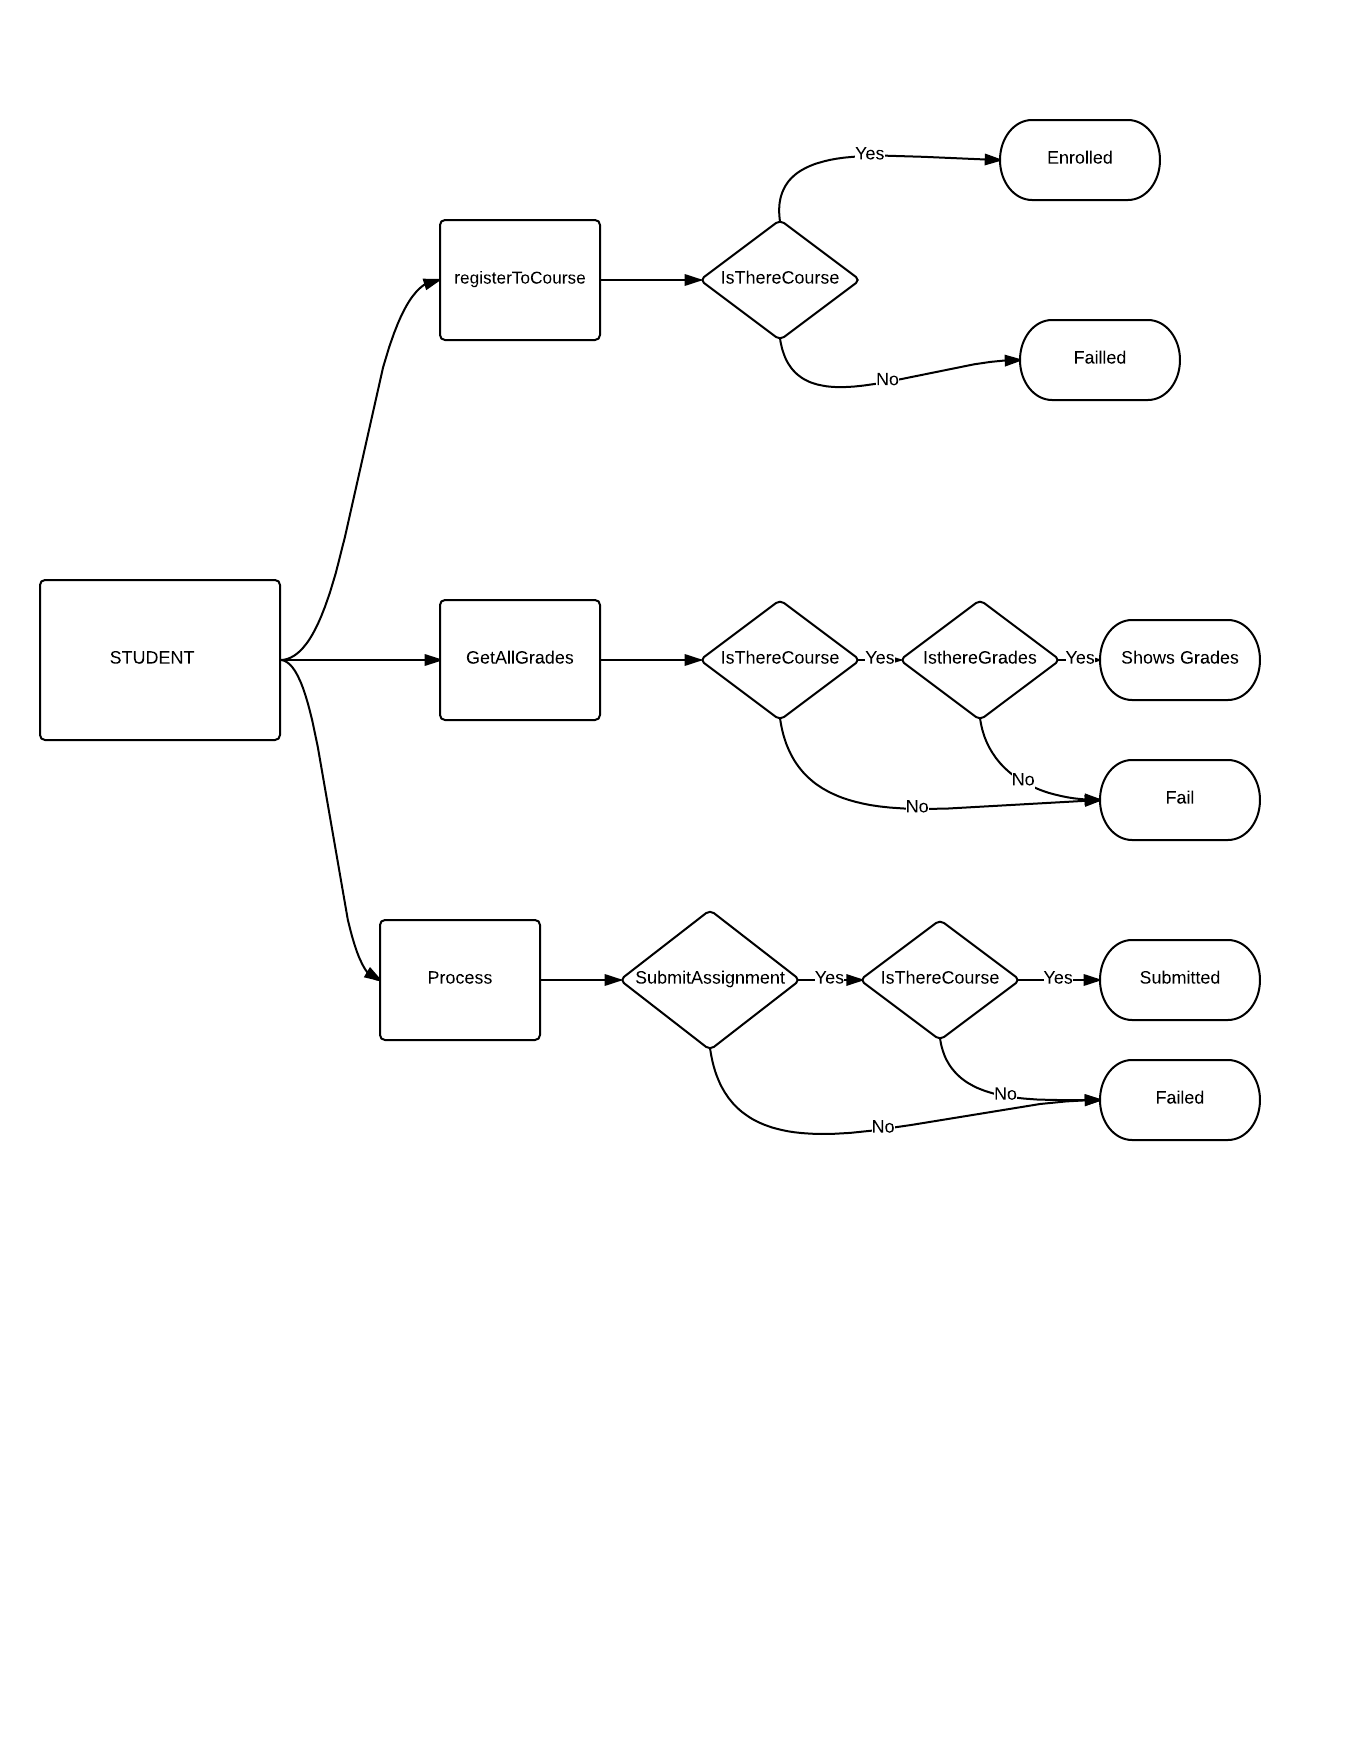 Yes
Enrolled
registerToCourse
IsThereCourse
Failled
No
STUDENT
GetAllGrades
IsThereCourse
Yes
IsthereGrades
Yes
Shows Grades
No
No
Fail
Process
SubmitAssignment
Yes
IsThereCourse
Yes
Submitted
No
No
Failed